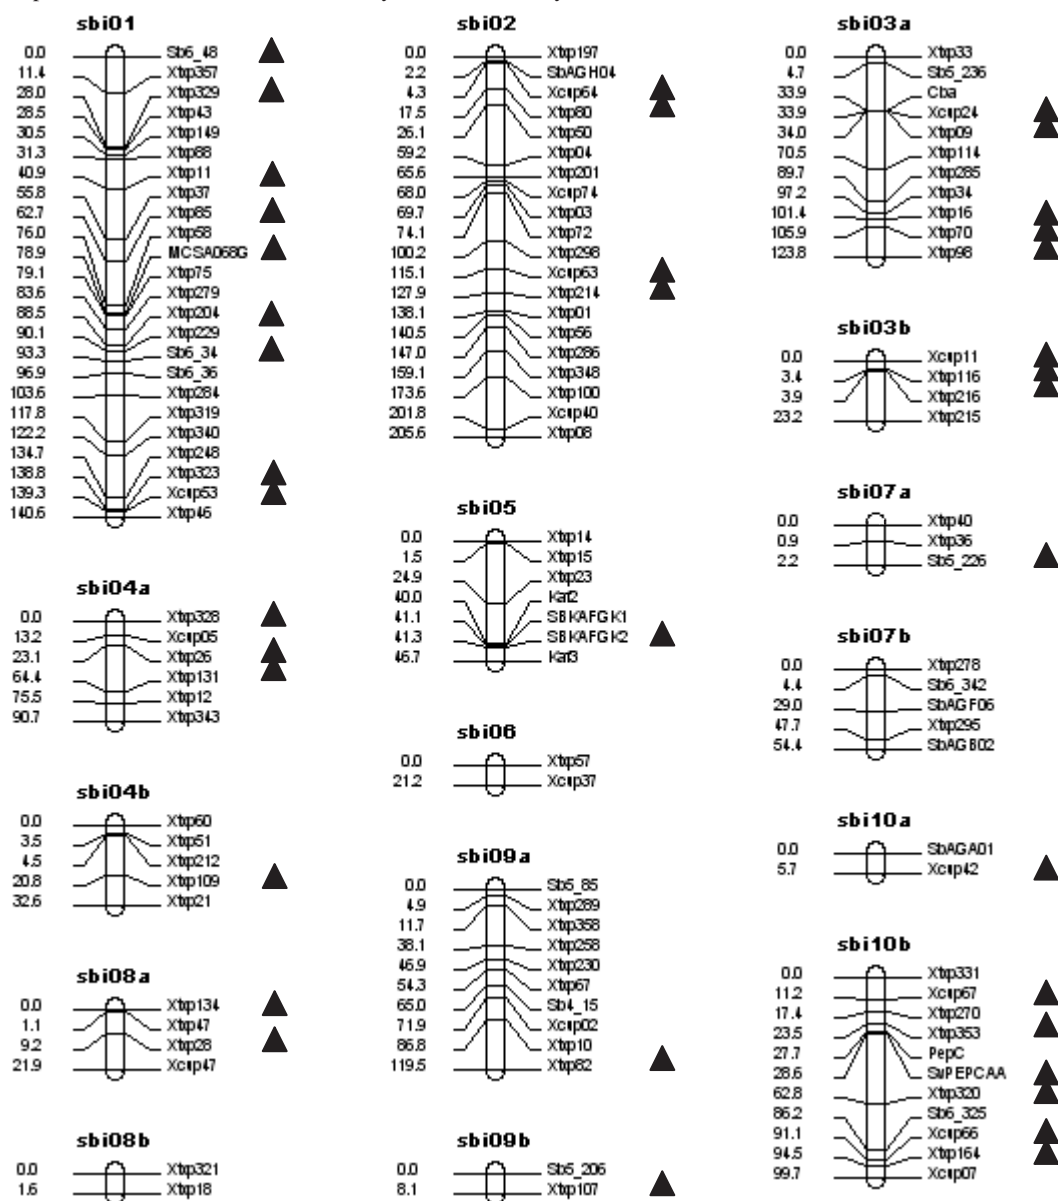 sbi01
0.0 Sb6_48
11.4 Xtxp357
28.0 Xtxp329
28.5 Xtxp43
30.5 Xtxp149
31.3 Xtxp88
40.9 Xtxp11
55.8 Xtxp37
62.7 Xtxp85
76.0 Xtxp58
78.9 MCSA068G
79.1 Xtxp75
83.6 Xtxp279
88.5 Xtxp204
90.1 Xtxp229
93.3 Sb6_34
96.9 Sb6_36
103.6 Xtxp284
117.8 Xtxp319
122.2 Xtxp340
134.7 Xtxp248
138.8 Xtxp323
139.3 Xcup53
140.6 Xtxp46
sbi04a
0.0 Xtxp328
13.2 Xcup05
23.1 Xtxp26
64.4 Xtxp131
75.5 Xtxp12
90.7 Xtxp343
sbi04b
0.0 Xtxp60
3.5 Xtxp51
4.5 Xtxp212
20.8 Xtxp109
32.6 Xtxp21
sbi08a
0.0 Xtxp134
1.1 Xtxp47
9.2 Xtxp28
21.9 Xcup47
sbi08b
0.0 Xtxp321
1.6 Xtxp18
sbi02
0.0 Xtxp197
2.2 SbAGH04
4.3 Xcup64
17.5 Xtxp80
26.1 Xtxp50
59.2 Xtxp04
65.6 Xtxp201
68.0 Xcup74
69.7 Xtxp03
74.1 Xtxp72
100.2 Xtxp298
115.1 Xcup63
127.9 Xtxp214
138.1 Xtxp01
140.5 Xtxp56
147.0 Xtxp286
159.1 Xtxp348
173.6 Xtxp100
201.8 Xcup40
205.6 Xtxp08
sbi05
0.0 Xtxp14
1.5 Xtxp15
24.9 Xtxp23
40.0 Kaf2
41.1 SBKAFGK1
41.3 SBKAFGK2
46.7 Kaf3
sbi06
0.0 Xtxp57
21.2 Xcup37
sbi09a
0.0 Sb5_85
4.9 Xtxp289
11.7 Xtxp358
38.1 Xtxp258
46.9 Xtxp230
54.3 Xtxp67
65.0 Sb4_15
71.9 Xcup02
86.8 Xtxp10
119.5 Xtxp82
sbi09b
0.0 Sb5_206
8.1 Xtxp107
sbi03a
0.0 Xtxp33
4.7 Sb5_236
33.9 Cba
33.9 Xcup24
34.0 Xtxp09
70.5 Xtxp114
89.7 Xtxp285
97.2 Xtxp34
101.4 Xtxp16
105.9 Xtxp70
123.8 Xtxp98
sbi03b
0.0 Xcup11
3.4 Xtxp116
3.9 Xtxp216
23.2 Xtxp215
sbi07a
0.0 Xtxp40
0.9 Xtxp36
2.2 Sb5_226
sbi07b
0.0 Xtxp278
4.4 Sb6_342
29.0 SbAGF06
47.7 Xtxp295
54.4 SbAGB02
sbi10a
0.0 SbAGA01
5.7 Xcup42
sbi10b
0.0 Xtxp331
11.2 Xcup67
17.4 Xtxp270
23.5 Xtxp353
27.7 PepC
28.6 SvPEPCAA
62.8 Xtxp320
86.2 Sb6_325
91.1 Xcup66
94.5 Xtxp164
99.7 Xcup07